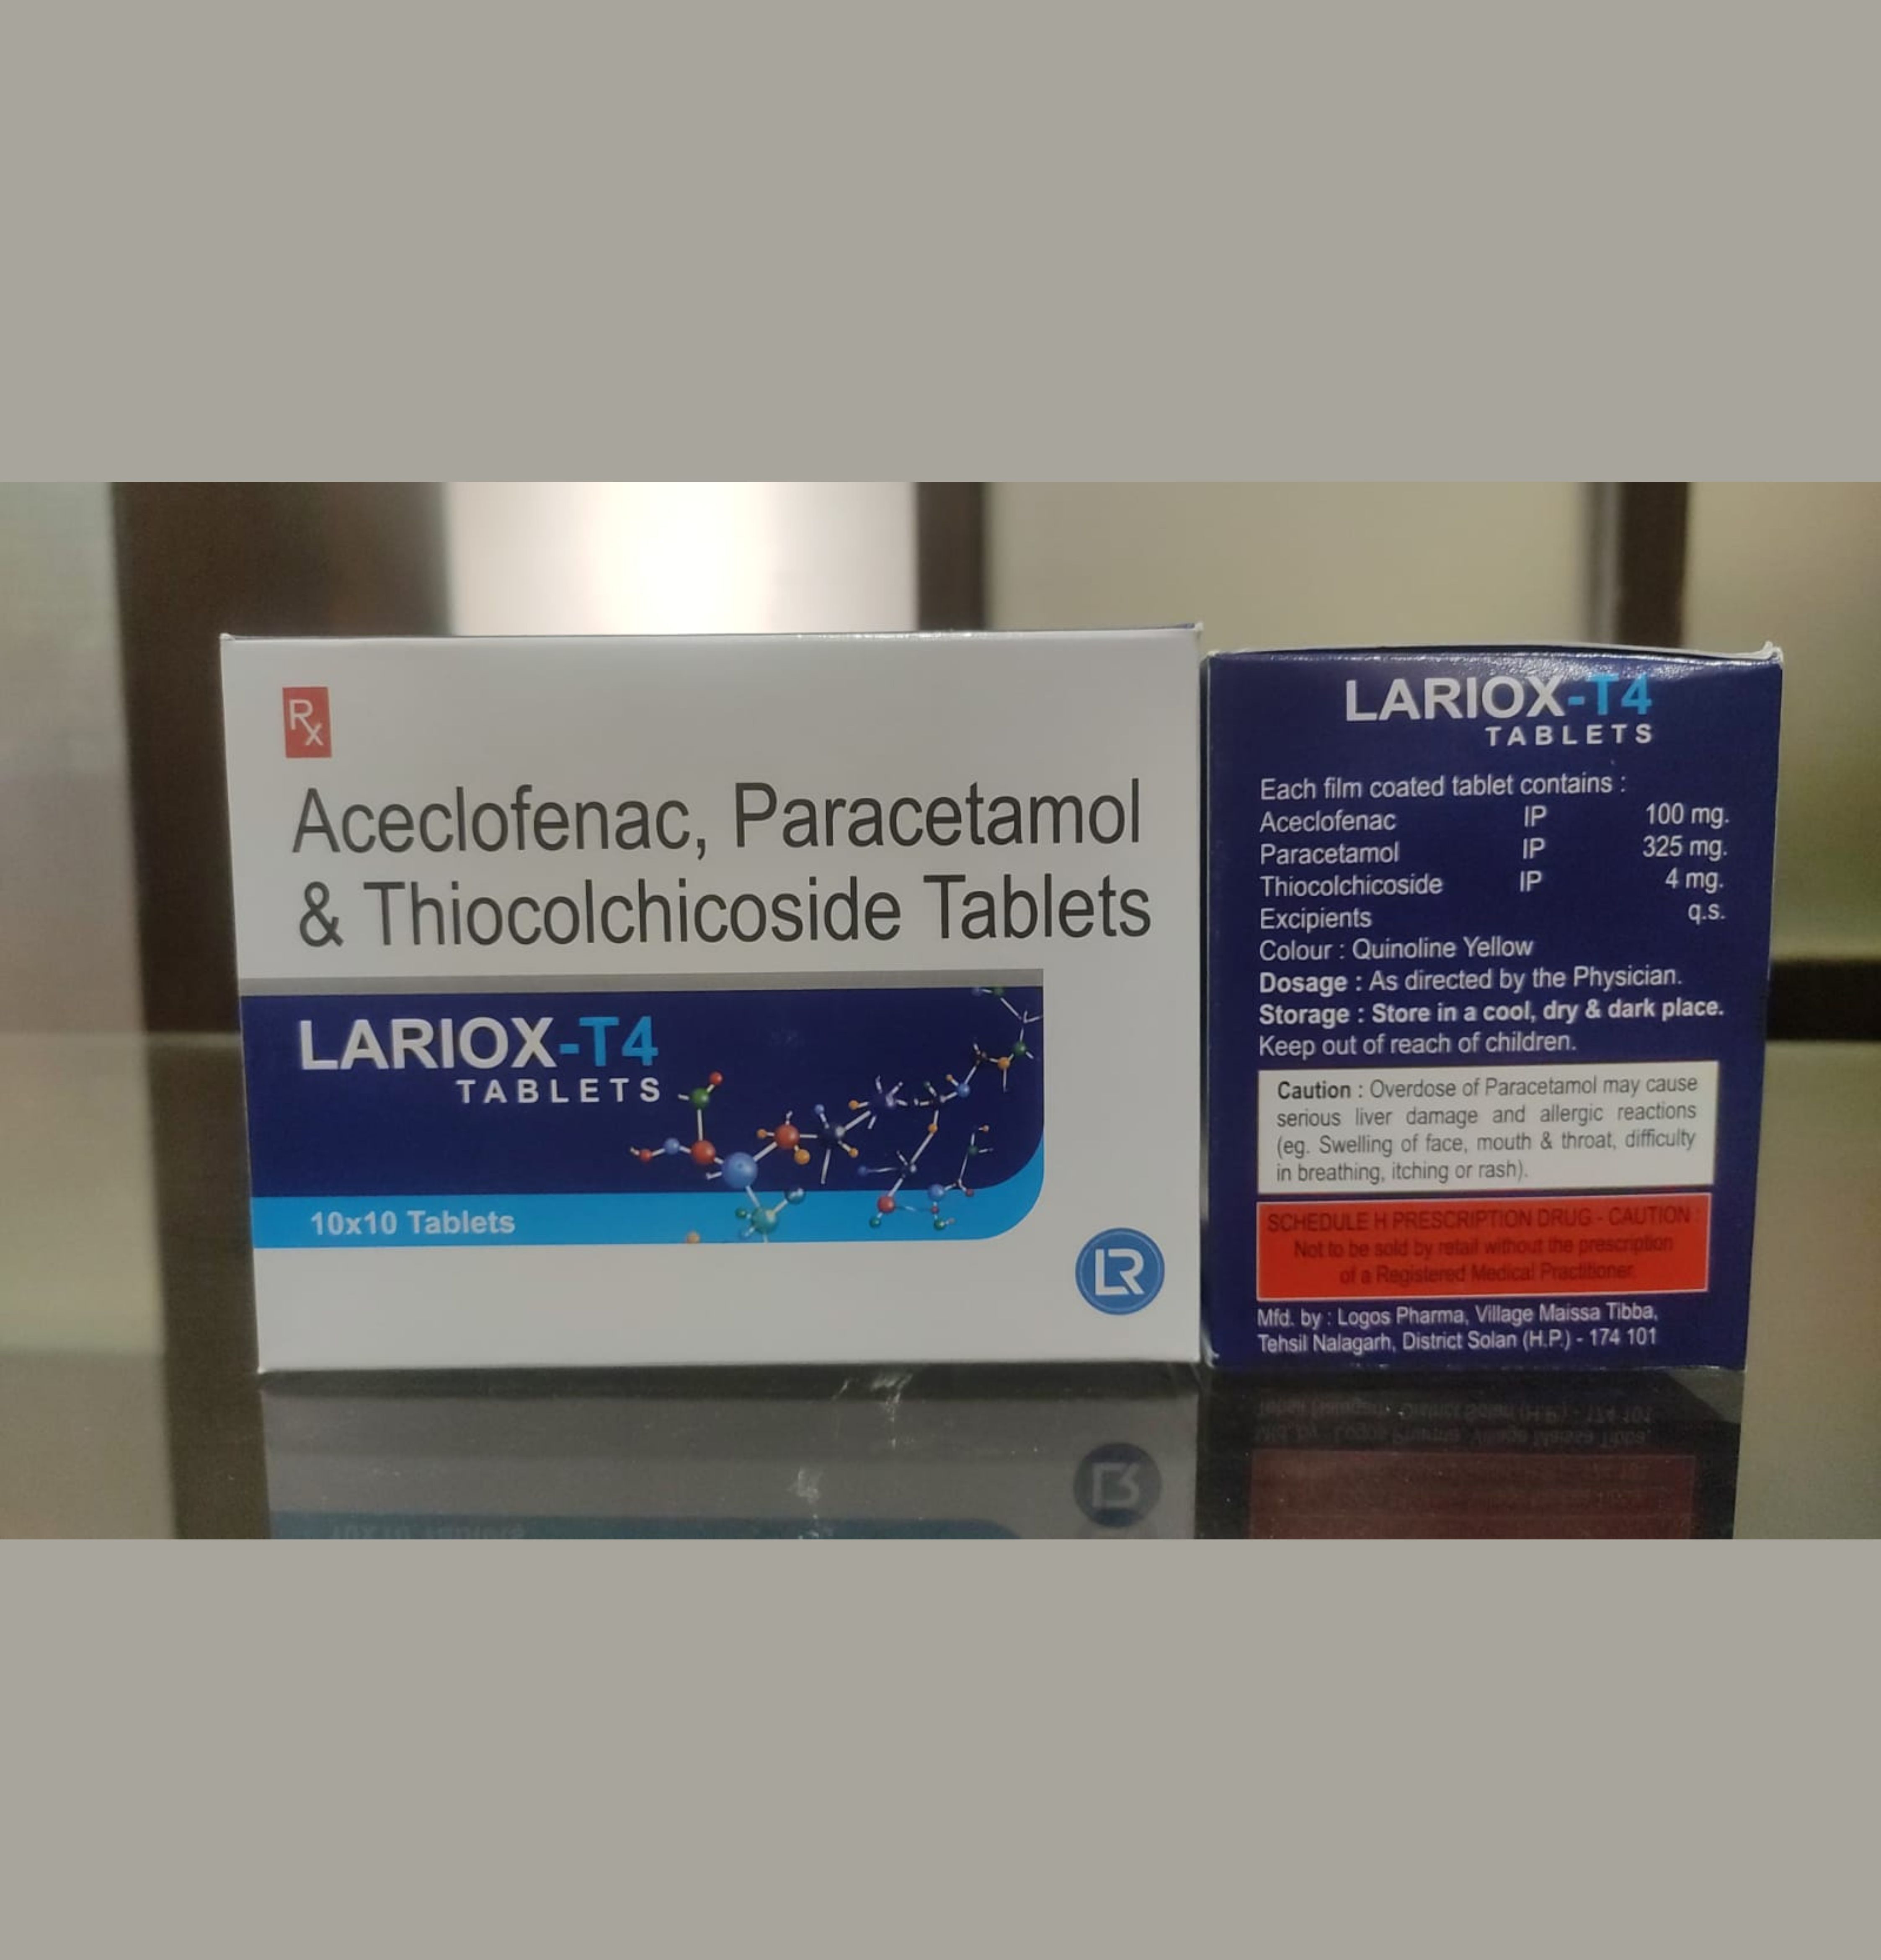 Rx
Aceclofenac, Paracetamol
& Thiocolchicoside Tablets
LARIOX-T4
TABLETS
10x10 Tablets
LR
LARIOX-T4
TABLETS
Each film coated tablet contains :
Aceclofenac IP 100 mg.
Paracetamol IP 325 mg.
Thiocolchicoside IP 4 mg.
Excipients q.s.
Colour : Quinoline Yellow
Dosage : As directed by the Physician.
Storage : Store in a cool, dry & dark place.
Keep out of reach of children.
Caution : Overdose of Paracetamol may cause
serious liver damage and allergic reactions
(eg. Swelling of face, mouth & throat, difficulty
in breathing, itching or rash).
SCHEDULE H PRESCRIPTION DRUG - CAUTION :
Not to be sold by retail without the prescription
of a Registered Medical Practitioner.
Mfd. by : Logos Pharma, Village Maissa Tibba,
Tehsil Nalagarh, District Solan (H.P.) - 174 101